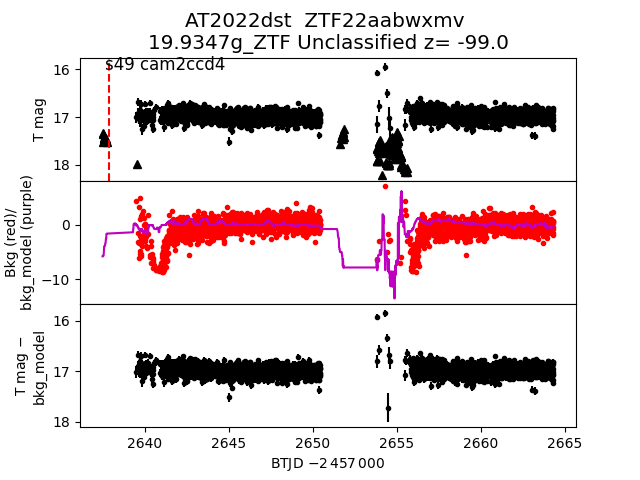 AT2022dst ZTF22aabwxmv
19.9347g_ZTF Unclassified z= -99.0
s49 cam2ccd4
16
17
18
T mag
0
−10
Bkg (red)/
bkg_model (purple)
16
17
18
T mag −
bkg_model
2640 2645 2650 2655 2660 2665
BTJD −2 457 000